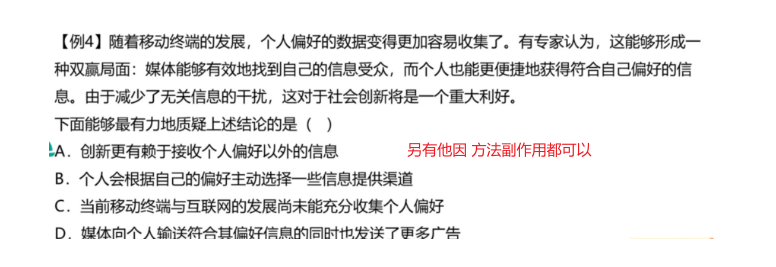 【例4】随着移动终端的发展，个人偏好的数据变得更加容易收集了。有专家认为，这能够形成一
种双赢局面：媒体能够有效地找到自己的信息受众，而个人也能更便捷地获得符合自己偏好的信
息。由于减少了无关信息的干扰，这对于社会创新将是一个重大利好。
下面能够最有力地质疑上述结论的是（ ）
A．创新更有赖于接收个人偏好以外的信息 另有他因 方法副作用都可以
B．个人会根据自己的偏好主动选择一些信息提供渠道
C．当前移动终端与互联网的发展尚未能充分收集个人偏好
D．媒体向个人输送符合其偏好信息的同时也发送了更多广告